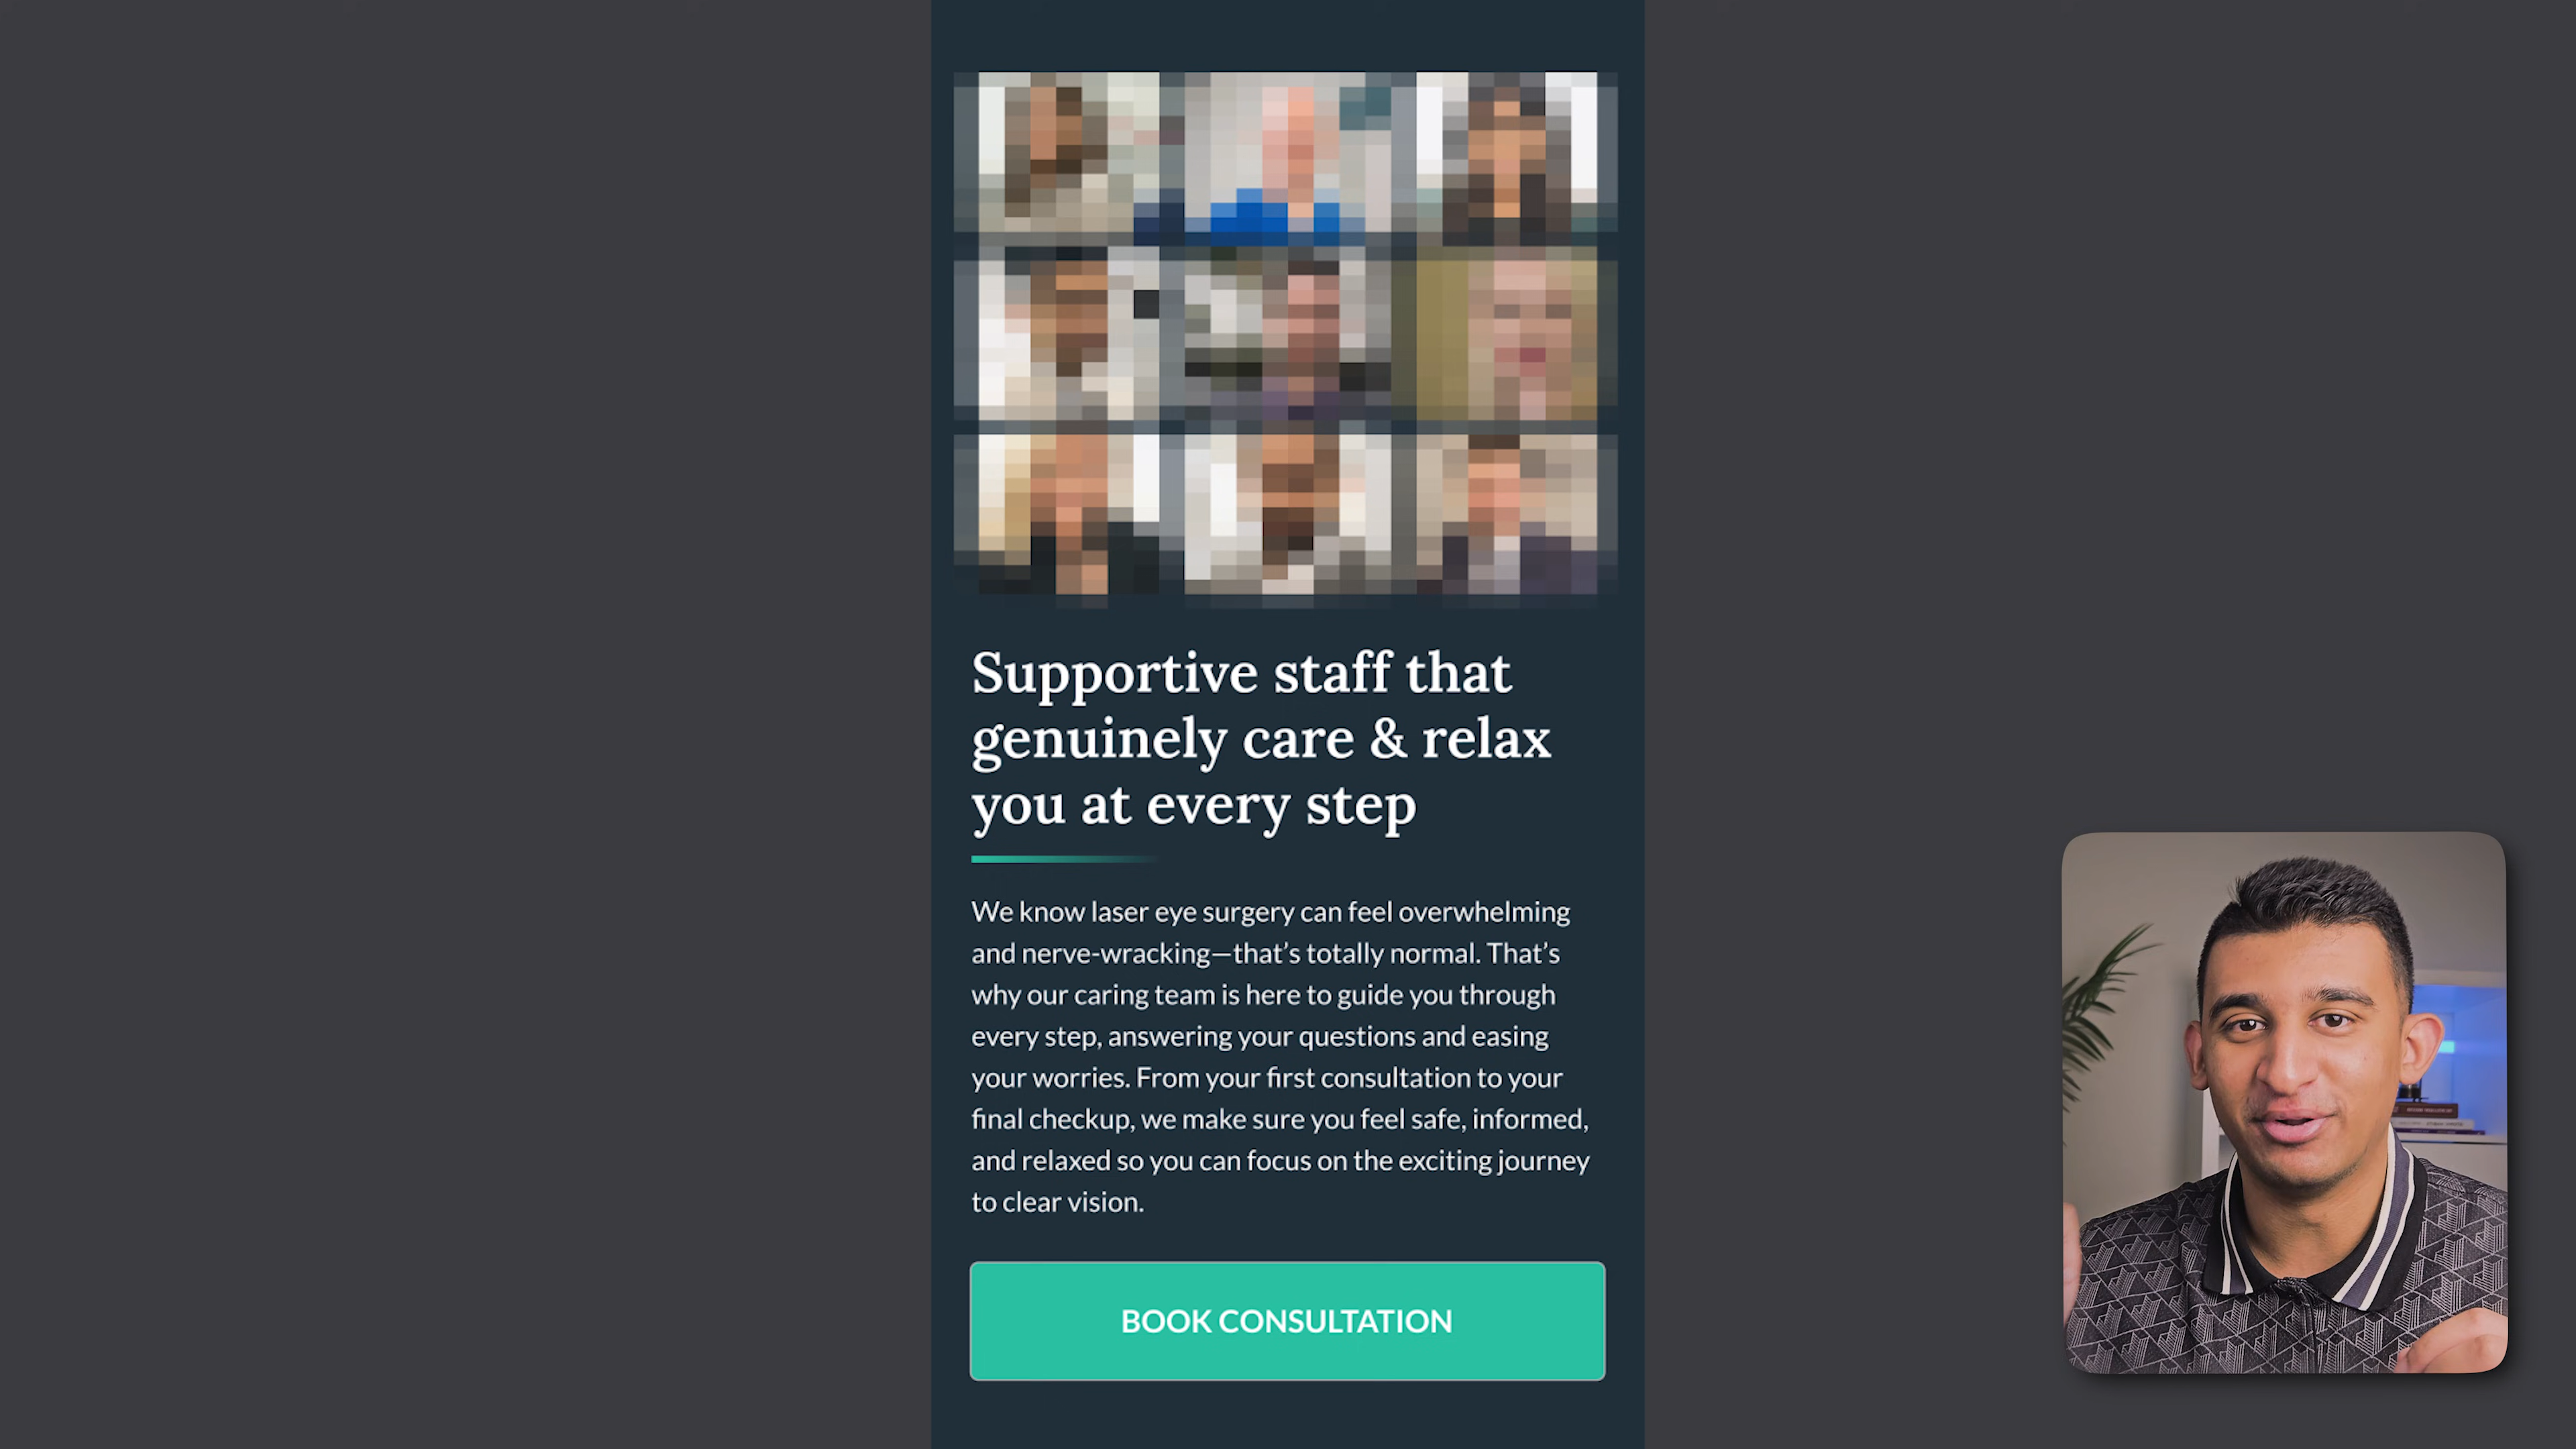 Supportive staff that
genuinely care & relax
you at every step
We know laser eye surgery can feel overwhelming
and nerve-wracking—that's totally normal. That's
why our caring team is here to guide you through
every step, answering your questions and easing
your worries. From your first consultation to your
final checkup, we make sure you feel safe, informed,
and relaxed so you can focus on the exciting journey
to clear vision.
BOOK CONSULTATION